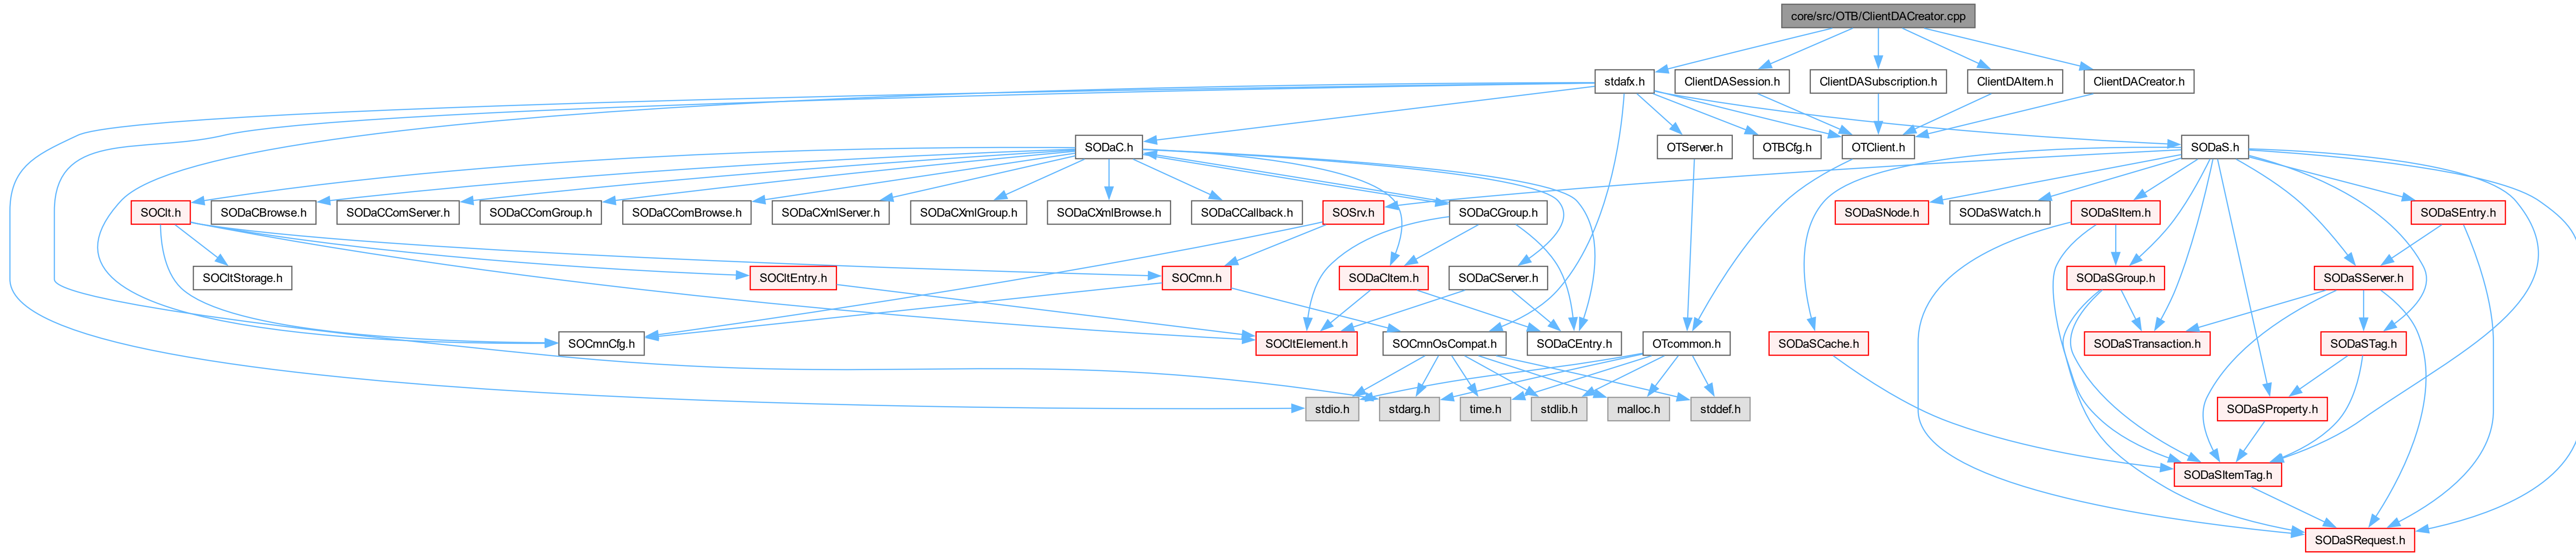 core/src/OTB/ClientDACreator.cpp
stdafx.h
ClientDASession.h
ClientDASubscription.h
ClientDAItem.h
ClientDACreator.h
SODaC.h
OTServer.h
OTBCfg.h
OTClient.h
SODaS.h
SOClt.h
SODaCBrowse.h
SODaCComServer.h
SODaCComGroup.h
SODaCComBrowse.h
SODaCXmlServer.h
SODaCXmlGroup.h
SODaCXmlBrowse.h
SODaCCallback.h
SOSrv.h
SODaCGroup.h
SODaSNode.h
SODaSWatch.h
SODaSItem.h
SODaSEntry.h
SOCltStorage.h
SOCltEntry.h
SOCmn.h
SODaCItem.h
SODaCServer.h
SODaSGroup.h
SODaSServer.h
SOCmnCfg.h
SOCltElement.h
SOCmnOsCompat.h
SODaCEntry.h
OTcommon.h
SODaSCache.h
SODaSTransaction.h
SODaSTag.h
stdio.h
stdarg.h
time.h
stdlib.h
malloc.h
stddef.h
SODaSProperty.h
SODaSItemTag.h
SODaSRequest.h